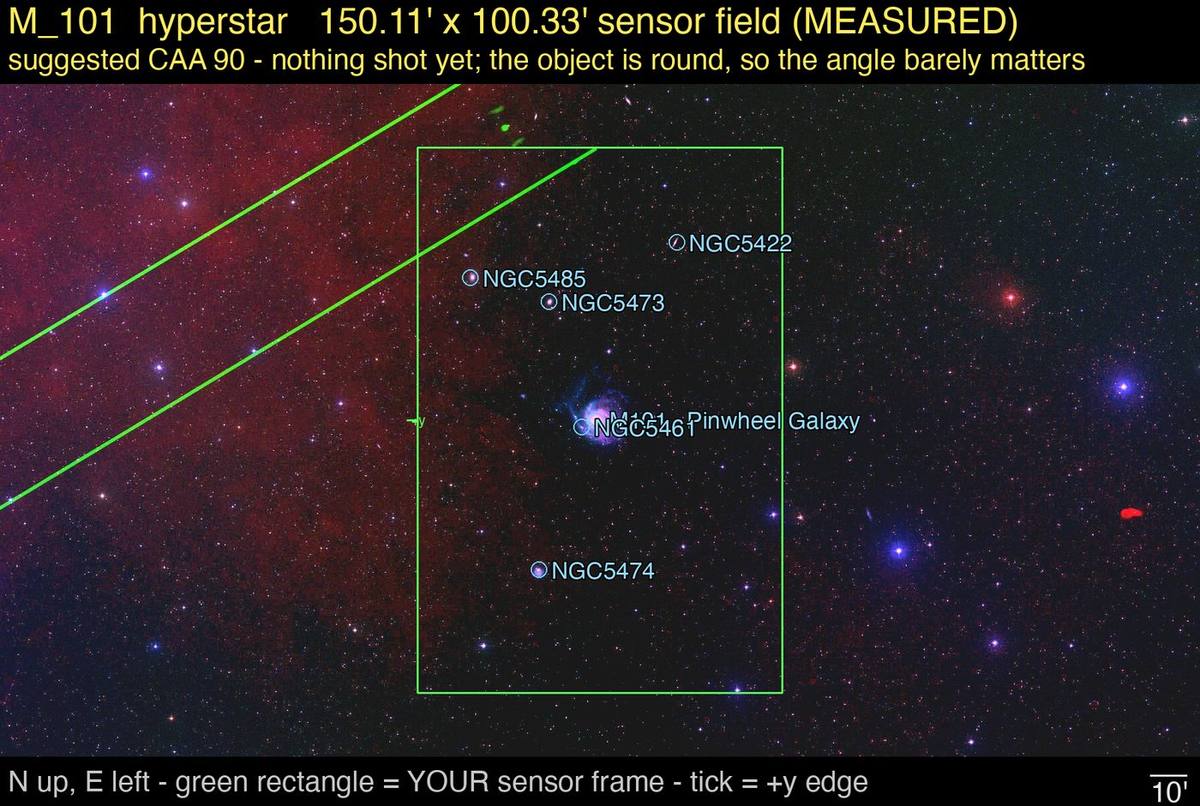 M_101 hyperstar 150.11' x 100.33' sensor field (MEASURED)
suggested CAA 90 - nothing shot yet; the object is round, so the angle barely matters
NGC5422
NGC5485
NGC5473
M101 Pinwheel Galaxy
NGC5461
+y
NGC5474
N up, E left - green rectangle = YOUR sensor frame - tick = +y edge
10'